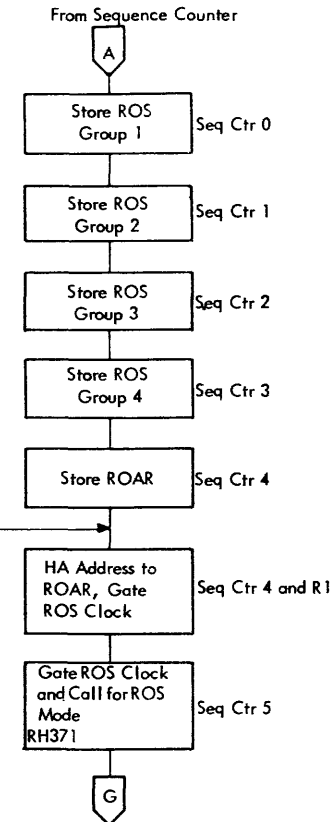 From Sequence Counter
A
Store ROS
Group 1
Seq Ctr 0
Store ROS
Group 2
Seq Ctr 1
Store ROS
Group 3
Seq Ctr 2
Store ROS
Group 4
Seq Ctr 3
Store ROAR
Seq Ctr 4
HA Address to
ROAR, Gate
ROS Clock
Seq Ctr 4 and R1
Gate ROS Clock
and Call for ROS
Mode
RH371
Seq Ctr 5
G